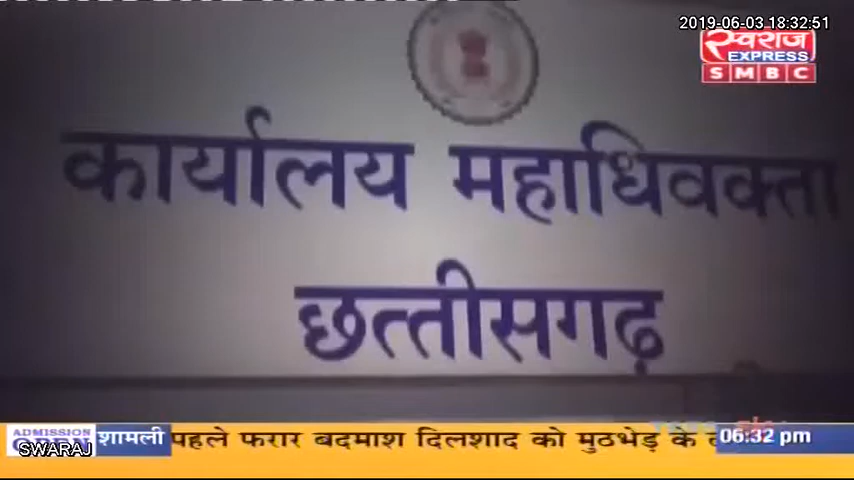 2019-06-03 18:32:51
स्वराज
EXPRESS
SMBC
कार्यालय महाधिवक्ता
छत्तीसगढ़
ADMISSION
OPEN
SWARAJ
शामली
पहले फरार बदमाश दिलशाद को मुठभेड़ के
06:32 pm